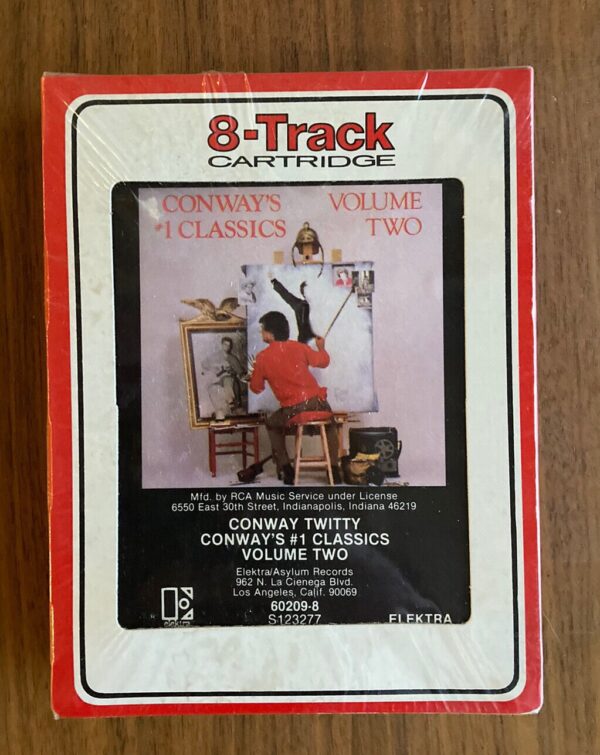 8-Track
CARTRIDGE
CONWAY'S VOLUME
#1 CLASSICS TWO
Mfd. by RCA Music Service under License
6550 East 30th Street, Indianapolis, Indiana 46219
CONWAY TWITTY
CONWAY'S #1 CLASSICS
VOLUME TWO
Elektra/Asylum Records
962 N. La Cienega Blvd.
Los Angeles, Calif. 90069
60209-8
S123277
elektra
ELEKTRA